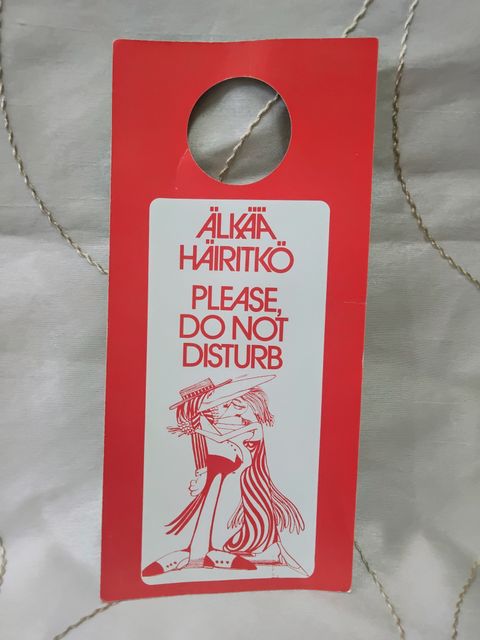 ÄLKÄÄ
HÄIRITKÖ
PLEASE,
DO NOT
DISTURB